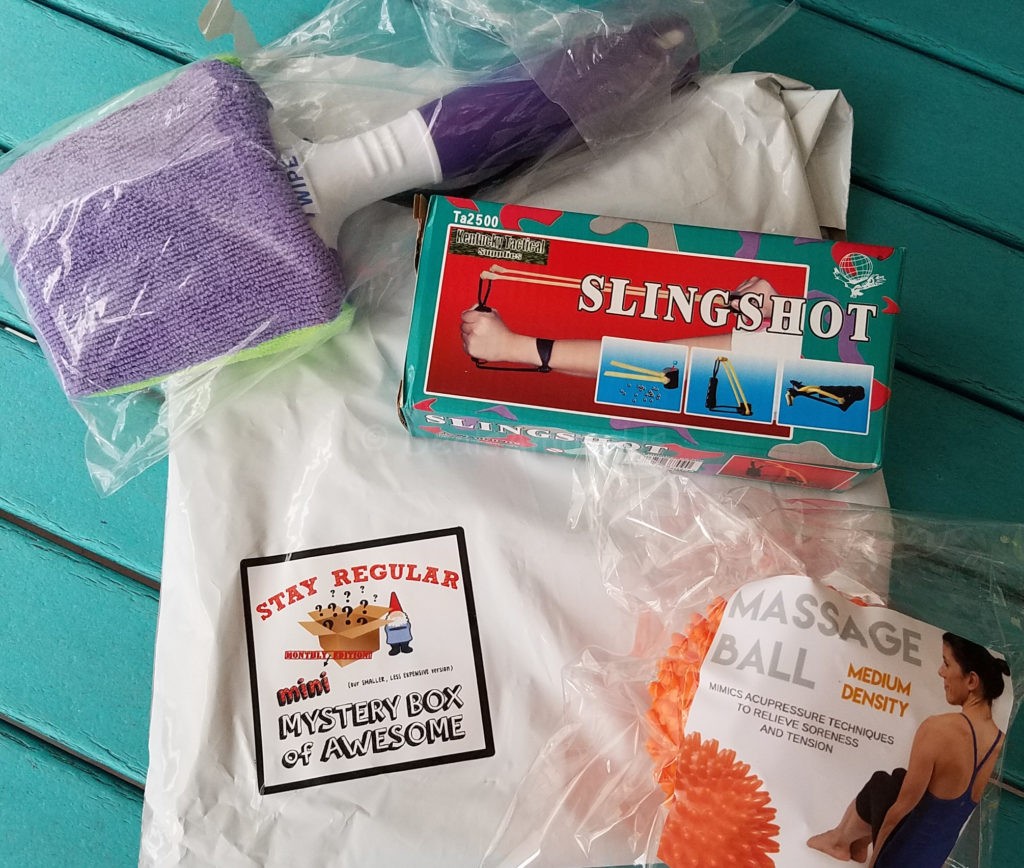 WIPE
Ta2500
Kentucky Tactical
Supplies
SLINGSHOT
SLINGSHOT
STAY REGULAR
? ? ? ? ? ? ? ?
MONTHLY EDITION!
mini
(our SMALLER, LESS EXPENSIVE VERSION)
MYSTERY BOX
of AWESOME
MASSAGE
BALL
MEDIUM
DENSITY
MIMICS ACUPRESSURE TECHNIQUES
TO RELIEVE SORENESS
AND TENSION